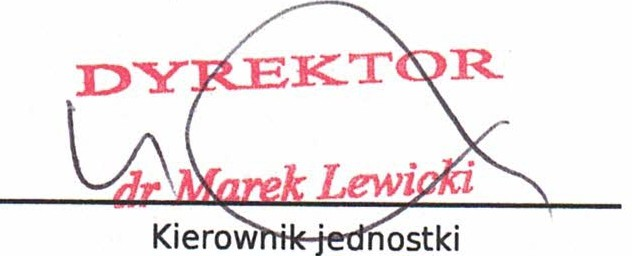 DYREKTOR
dr Marek Lewicki
Kierownik jednostki